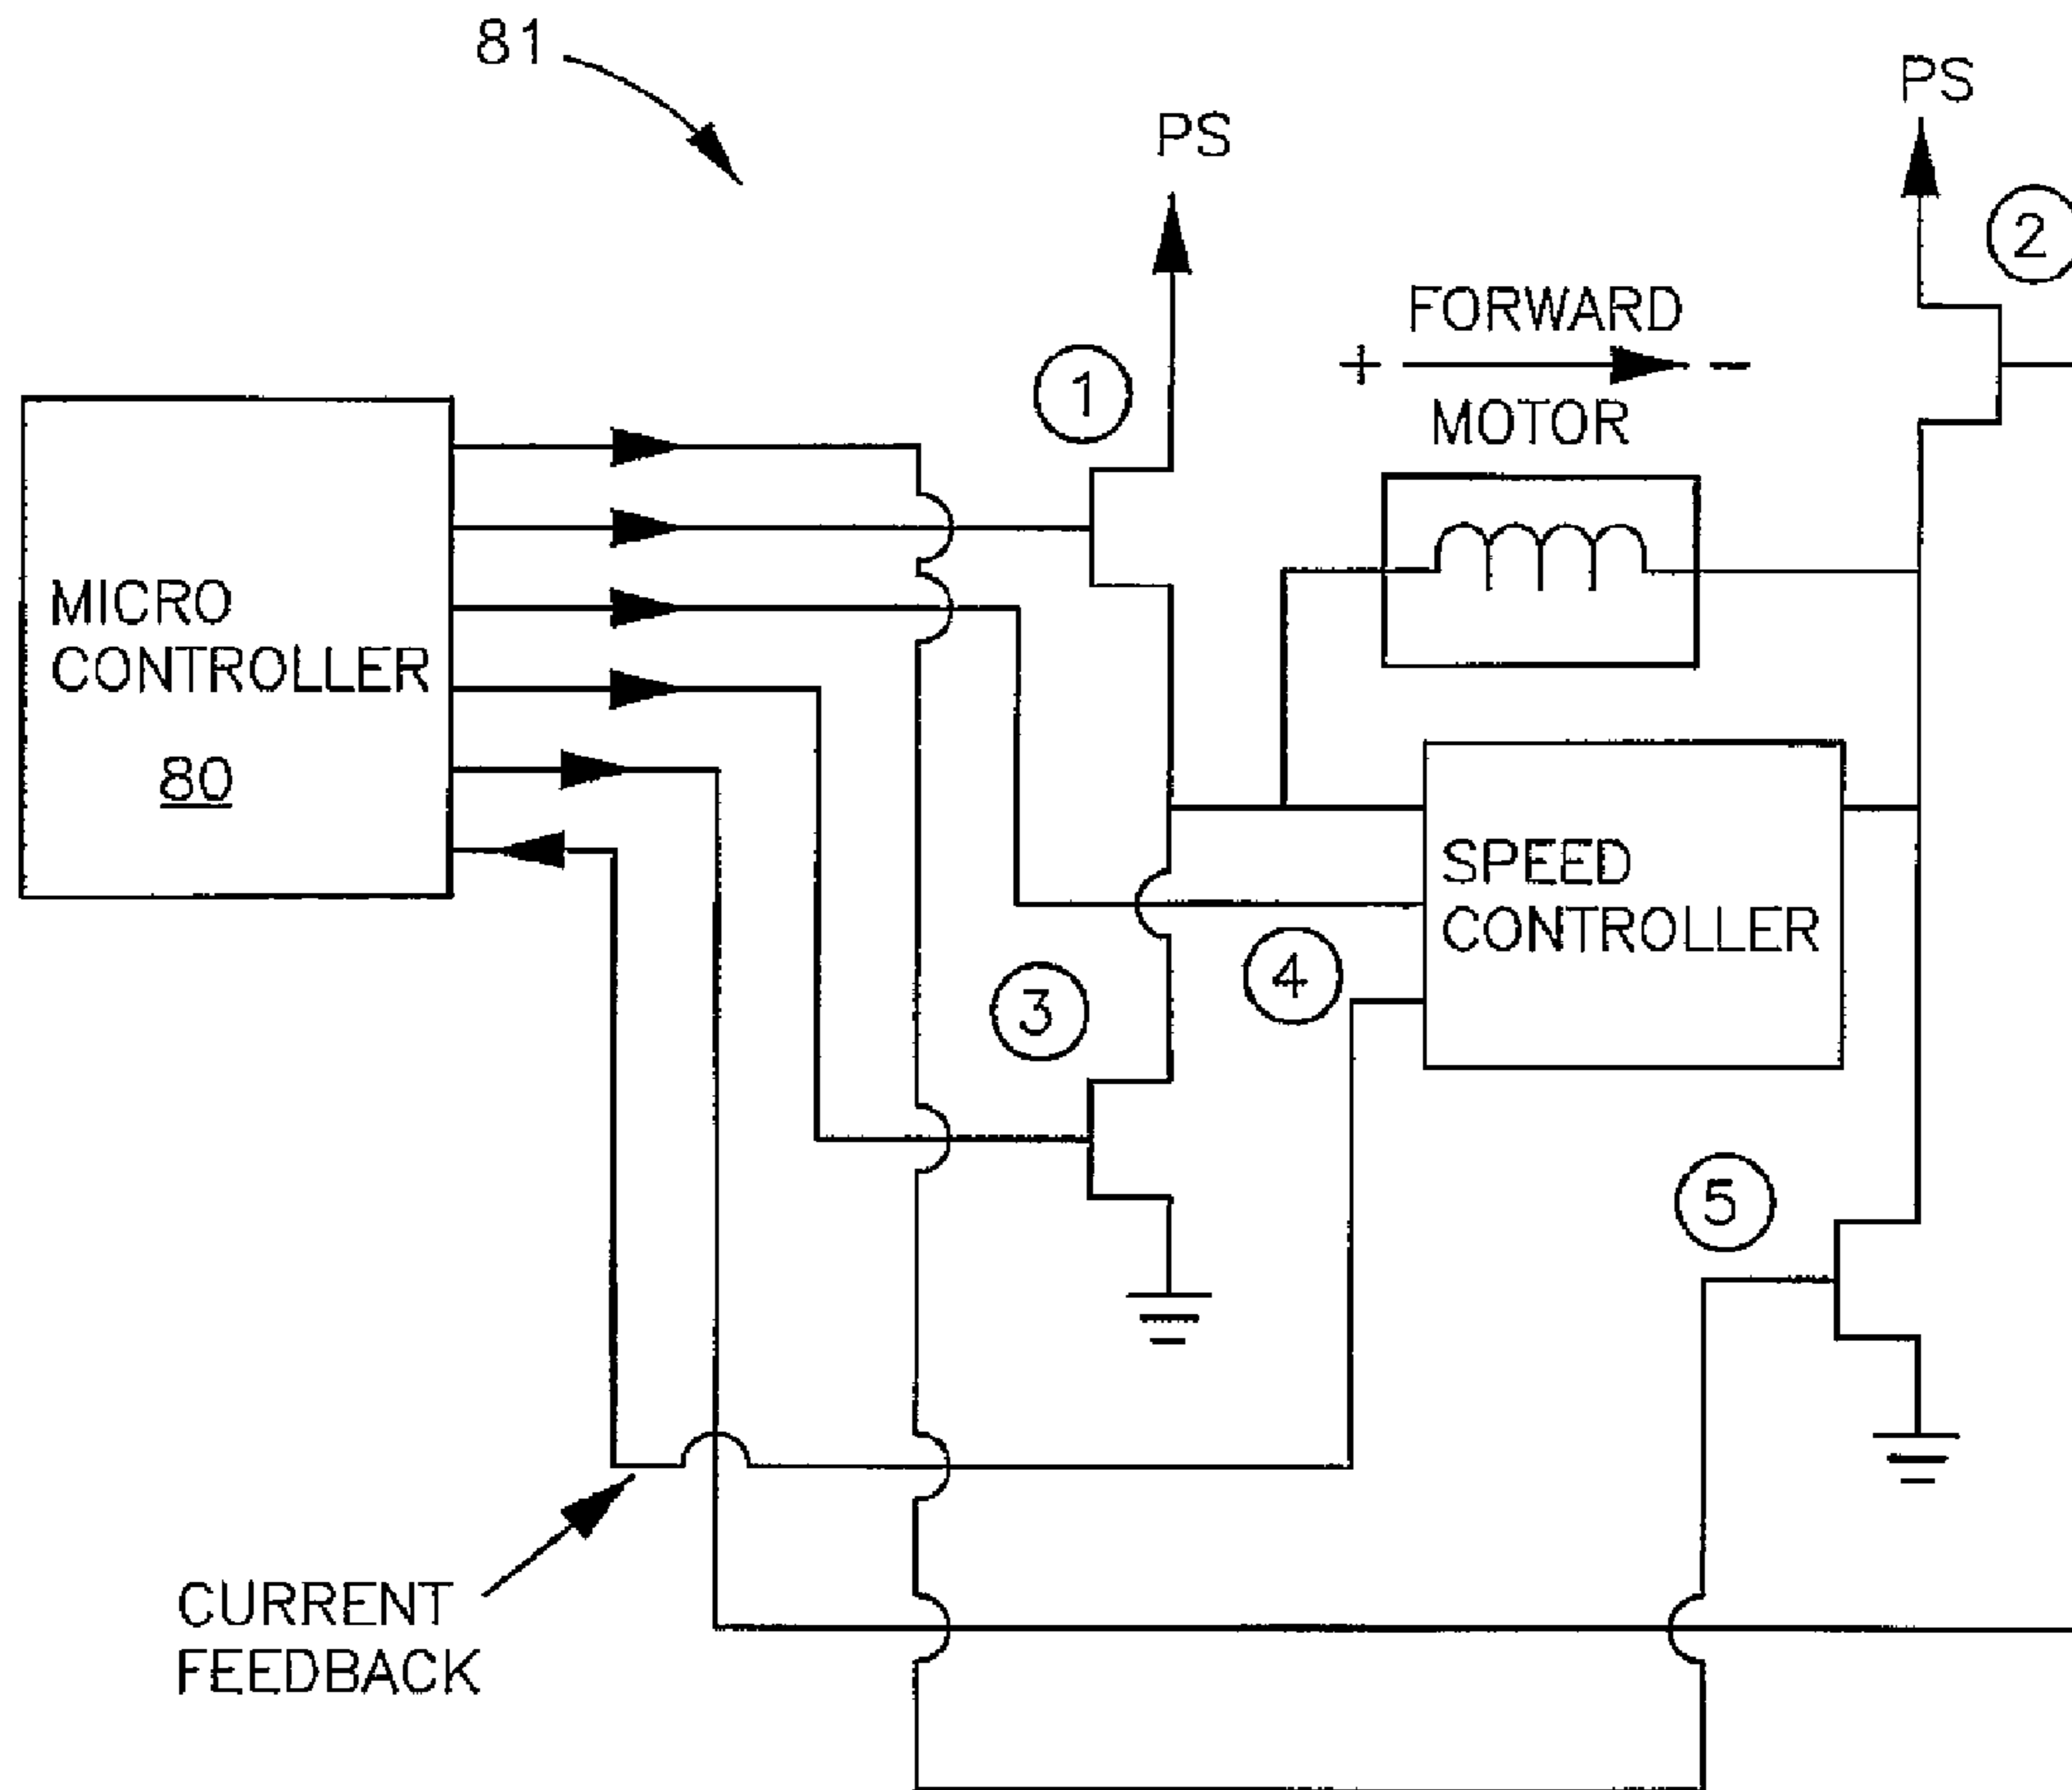 81
PS
PS
2
FORWARD
+ -
MOTOR
1
MICRO
CONTROLLER
80
SPEED
CONTROLLER
4
3
5
CURRENT
FEEDBACK